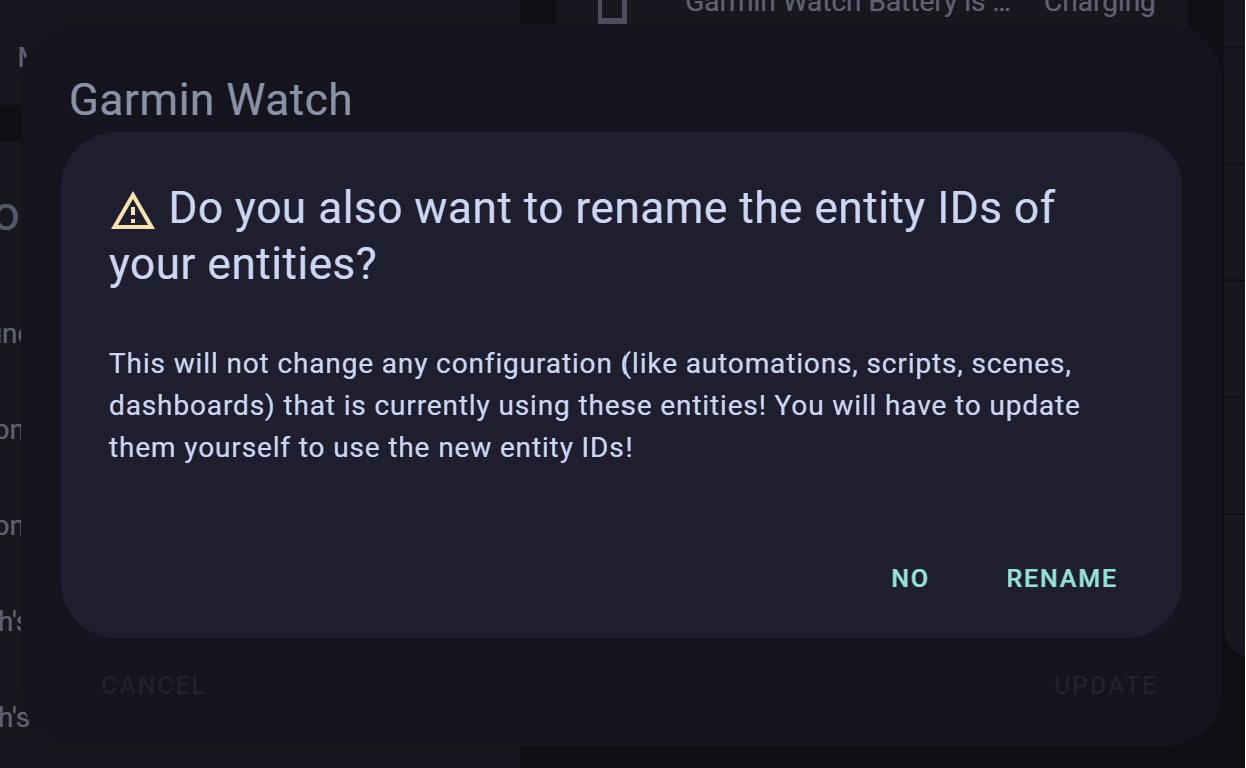 Garmin Watch Battery is ... Charging
Garmin Watch
Do you also want to rename the entity IDs of
your entities?
This will not change any configuration (like automations, scripts, scenes,
dashboards) that is currently using these entities! You will have to update
them yourself to use the new entity IDs!
NO RENAME
CANCEL UPDATE
h's
h's